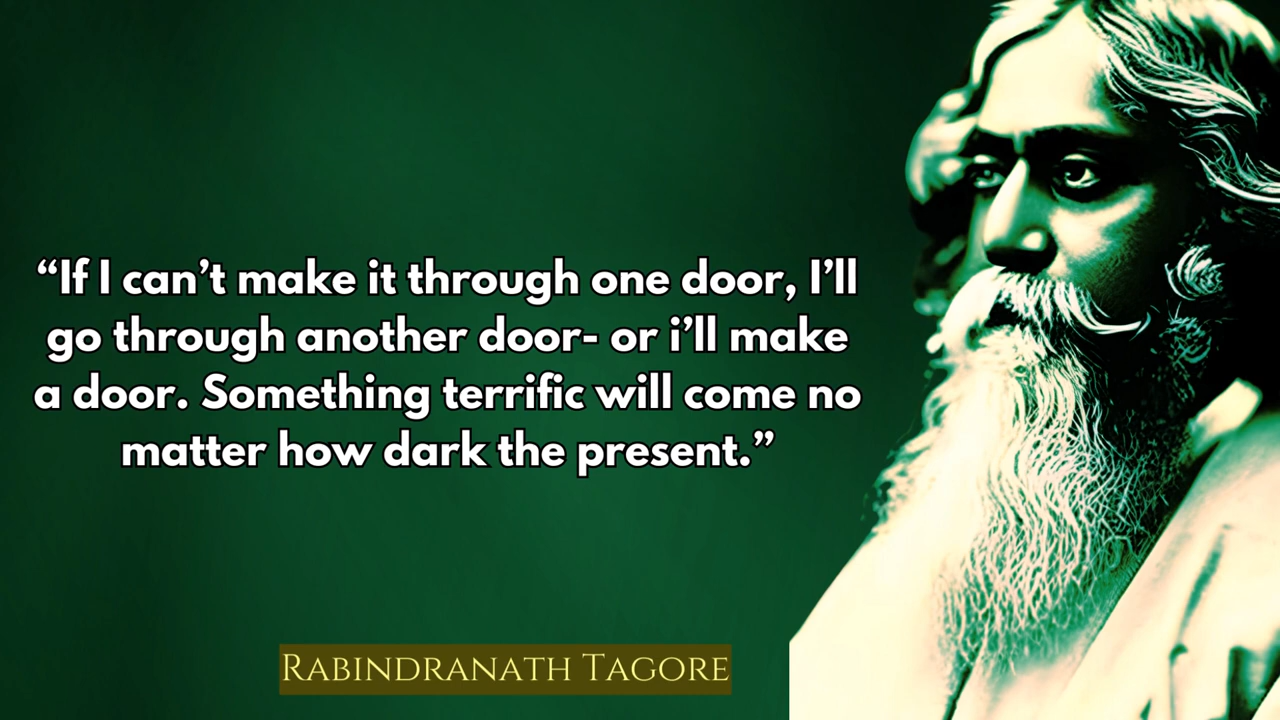 “If I can’t make it through one door, I’ll
go through another door- or i’ll make
a door. Something terrific will come no
matter how dark the present.”
Rabindranath Tagore